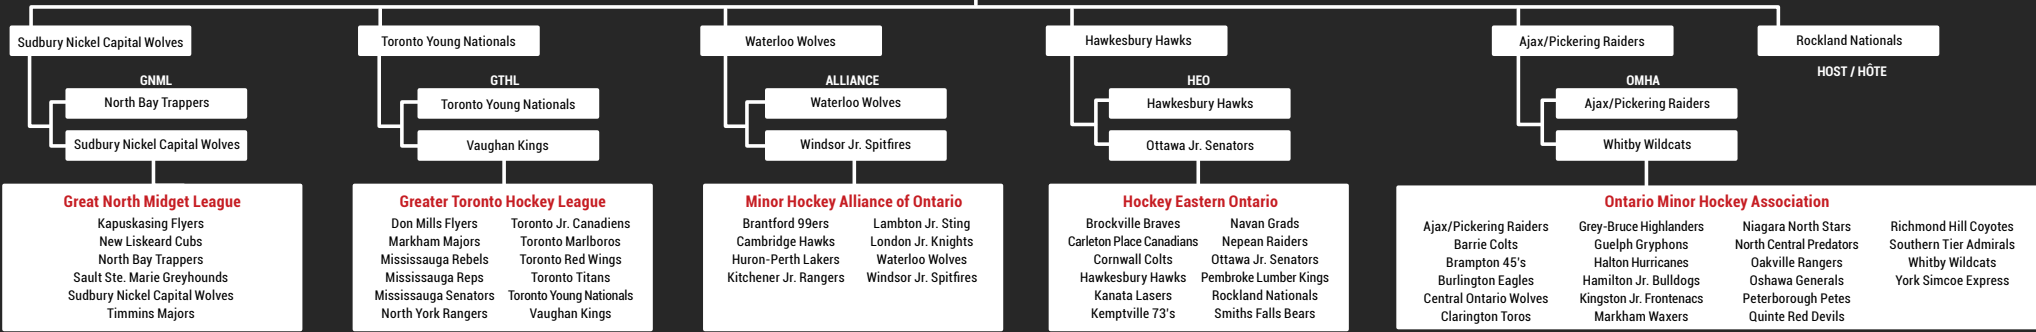 Sudbury Nickel Capital Wolves
Toronto Young Nationals
Waterloo Wolves
Hawkesbury Hawks
Ajax/Pickering Raiders
Rockland Nationals
HOST / HÔTE
GNML
North Bay Trappers
Sudbury Nickel Capital Wolves
GTHL
Toronto Young Nationals
Vaughan Kings
ALLIANCE
Waterloo Wolves
Windsor Jr. Spitfires
HEO
Hawkesbury Hawks
Ottawa Jr. Senators
OMHA
Ajax/Pickering Raiders
Whitby Wildcats
Great North Midget League
Kapuskasing Flyers
New Liskeard Cubs
North Bay Trappers
Sault Ste. Marie Greyhounds
Sudbury Nickel Capital Wolves
Timmins Majors
Greater Toronto Hockey League
Don Mills Flyers
Markham Majors
Mississauga Rebels
Mississauga Reps
Mississauga Senators
North York Rangers
Toronto Jr. Canadiens
Toronto Marlboros
Toronto Red Wings
Toronto Titans
Toronto Young Nationals
Vaughan Kings
Minor Hockey Alliance of Ontario
Brantford 99ers
Cambridge Hawks
Huron-Perth Lakers
Kitchener Jr. Rangers
Lambton Jr. Sting
London Jr. Knights
Waterloo Wolves
Windsor Jr. Spitfires
Hockey Eastern Ontario
Brockville Braves
Carleton Place Canadians
Cornwall Colts
Hawkesbury Hawks
Kanata Lasers
Kemptville 73's
Navan Grads
Nepean Raiders
Ottawa Jr. Senators
Pembroke Lumber Kings
Rockland Nationals
Smiths Falls Bears
Ontario Minor Hockey Association
Ajax/Pickering Raiders
Barrie Colts
Brampton 45's
Burlington Eagles
Central Ontario Wolves
Clarington Toros
Grey-Bruce Highlanders
Guelph Gryphons
Halton Hurricanes
Hamilton Jr. Bulldogs
Kingston Jr. Frontenacs
Markham Waxers
Niagara North Stars
North Central Predators
Oakville Rangers
Oshawa Generals
Peterborough Petes
Quinte Red Devils
Richmond Hill Coyotes
Southern Tier Admirals
Whitby Wildcats
York Simcoe Express